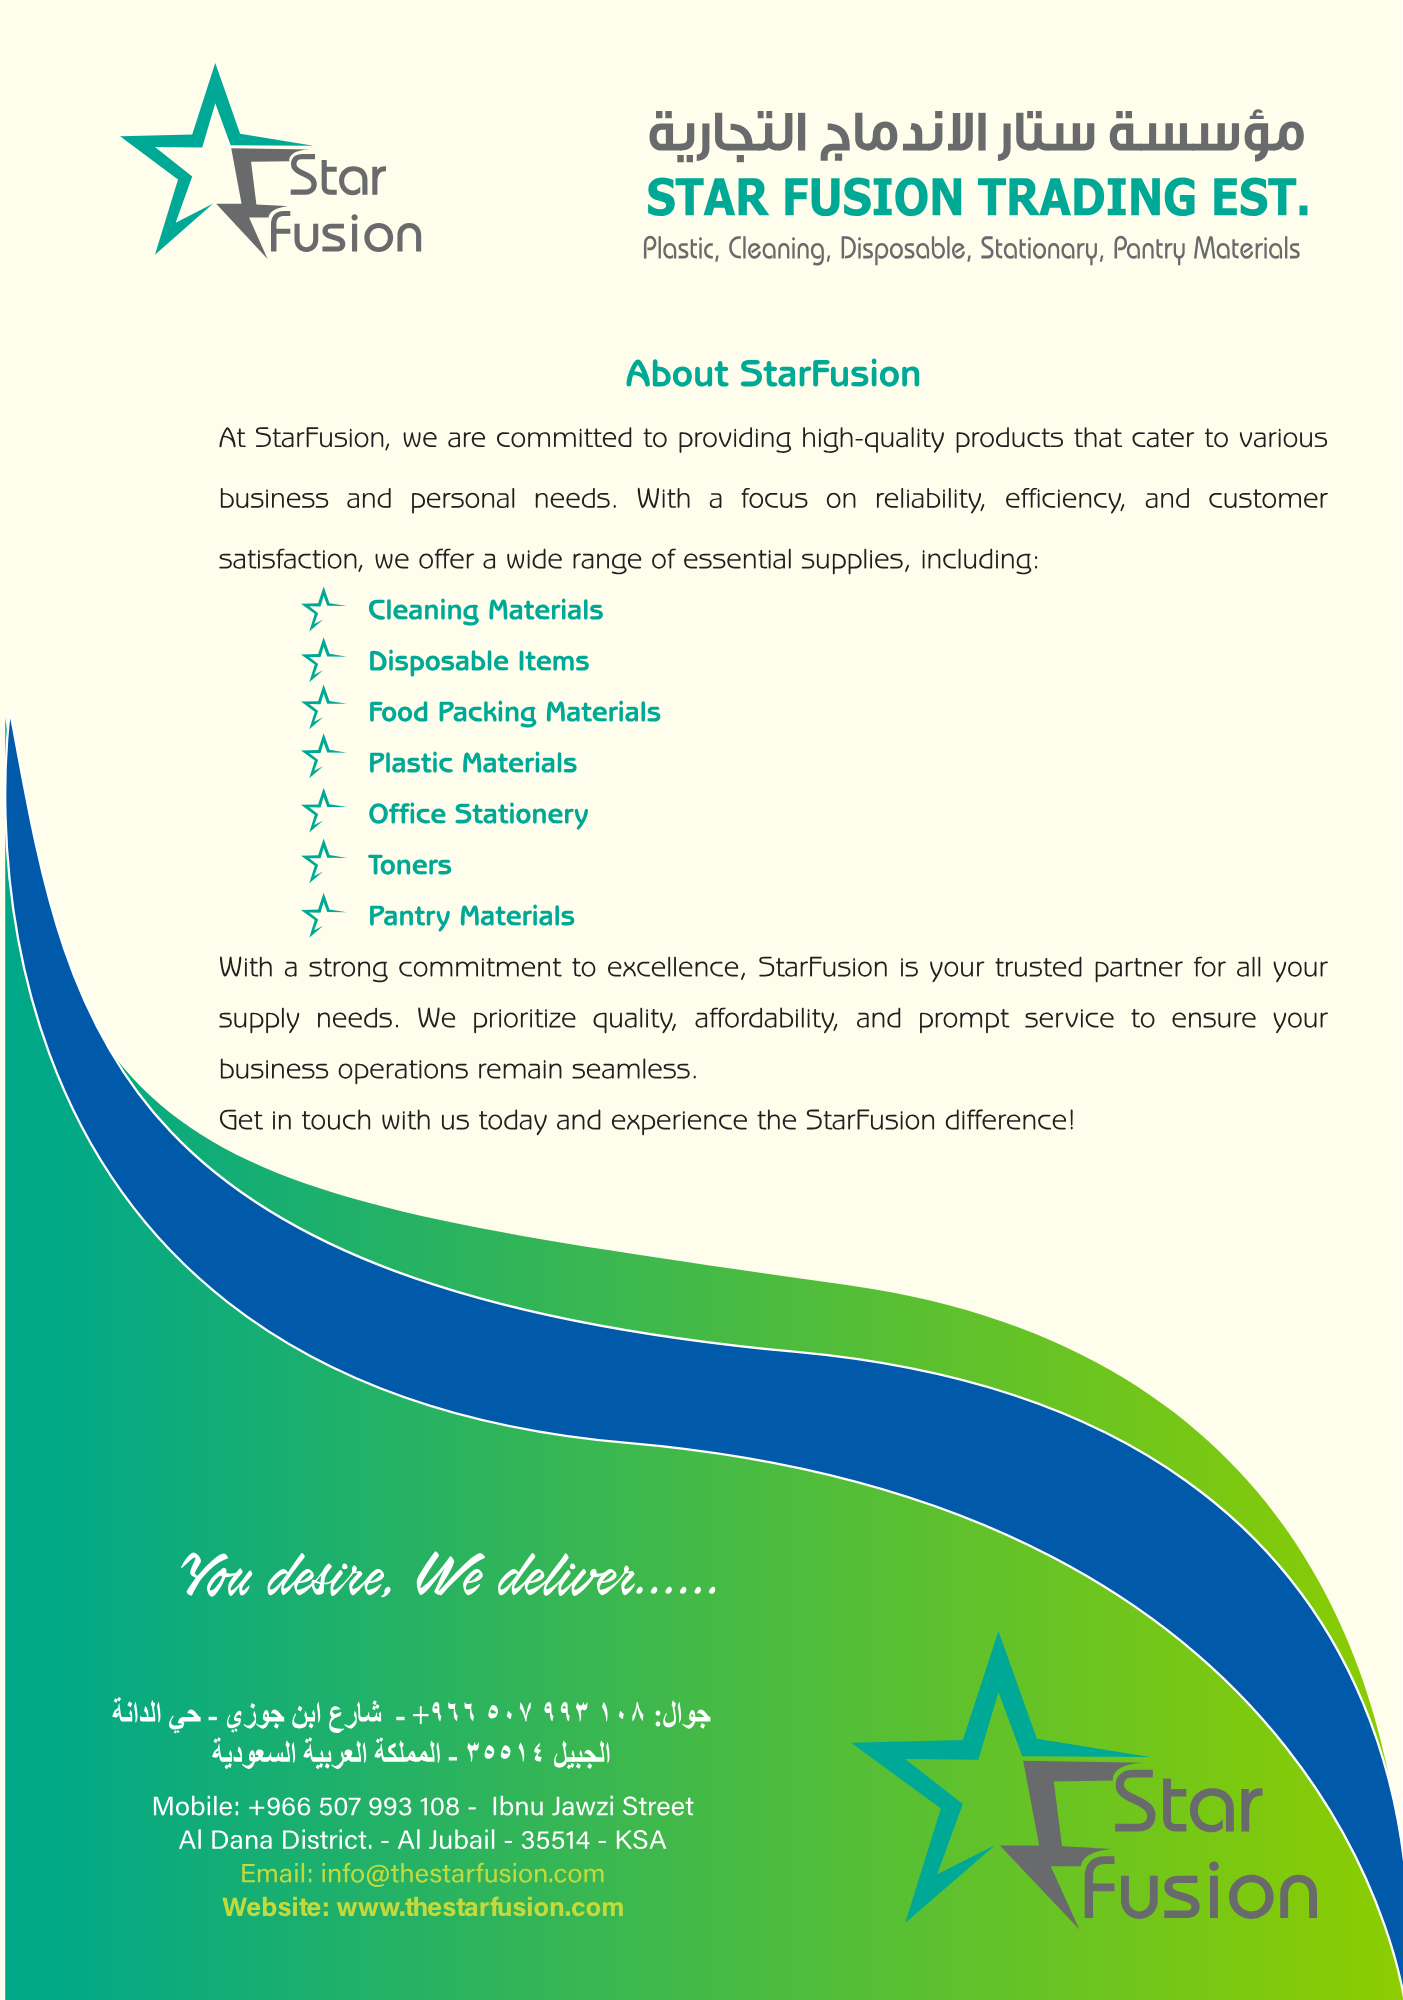 Star
Fusion
مؤسسة ستار الاندماج التجارية
STAR FUSION TRADING EST.
Plastic, Cleaning, Disposable, Stationary, Pantry Materials
About StarFusion
At StarFusion, we are committed to providing high-quality products that cater to various
business and personal needs. With a focus on reliability, efficiency, and customer
satisfaction, we offer a wide range of essential supplies, including:
Cleaning Materials
Disposable Items
Food Packing Materials
Plastic Materials
Office Stationery
Toners
Pantry Materials
With a strong commitment to excellence, StarFusion is your trusted partner for all your
supply needs. We prioritize quality, affordability, and prompt service to ensure your
business operations remain seamless.
Get in touch with us today and experience the StarFusion difference!
You desire, We deliver......
جوال: ١٠٨ ٩٩٣ ٥٠٧ ٩٦٦+ - شارع ابن جوزي - حي الدانة
الجبيل ٣٥٥١٤ - المملكة العربية السعودية
Mobile: +966 507 993 108 - Ibnu Jawzi Street
Al Dana District. - Al Jubail - 35514 - KSA
Email: info@thestarfusion.com
Website: www.thestarfusion.com
Star
Fusion